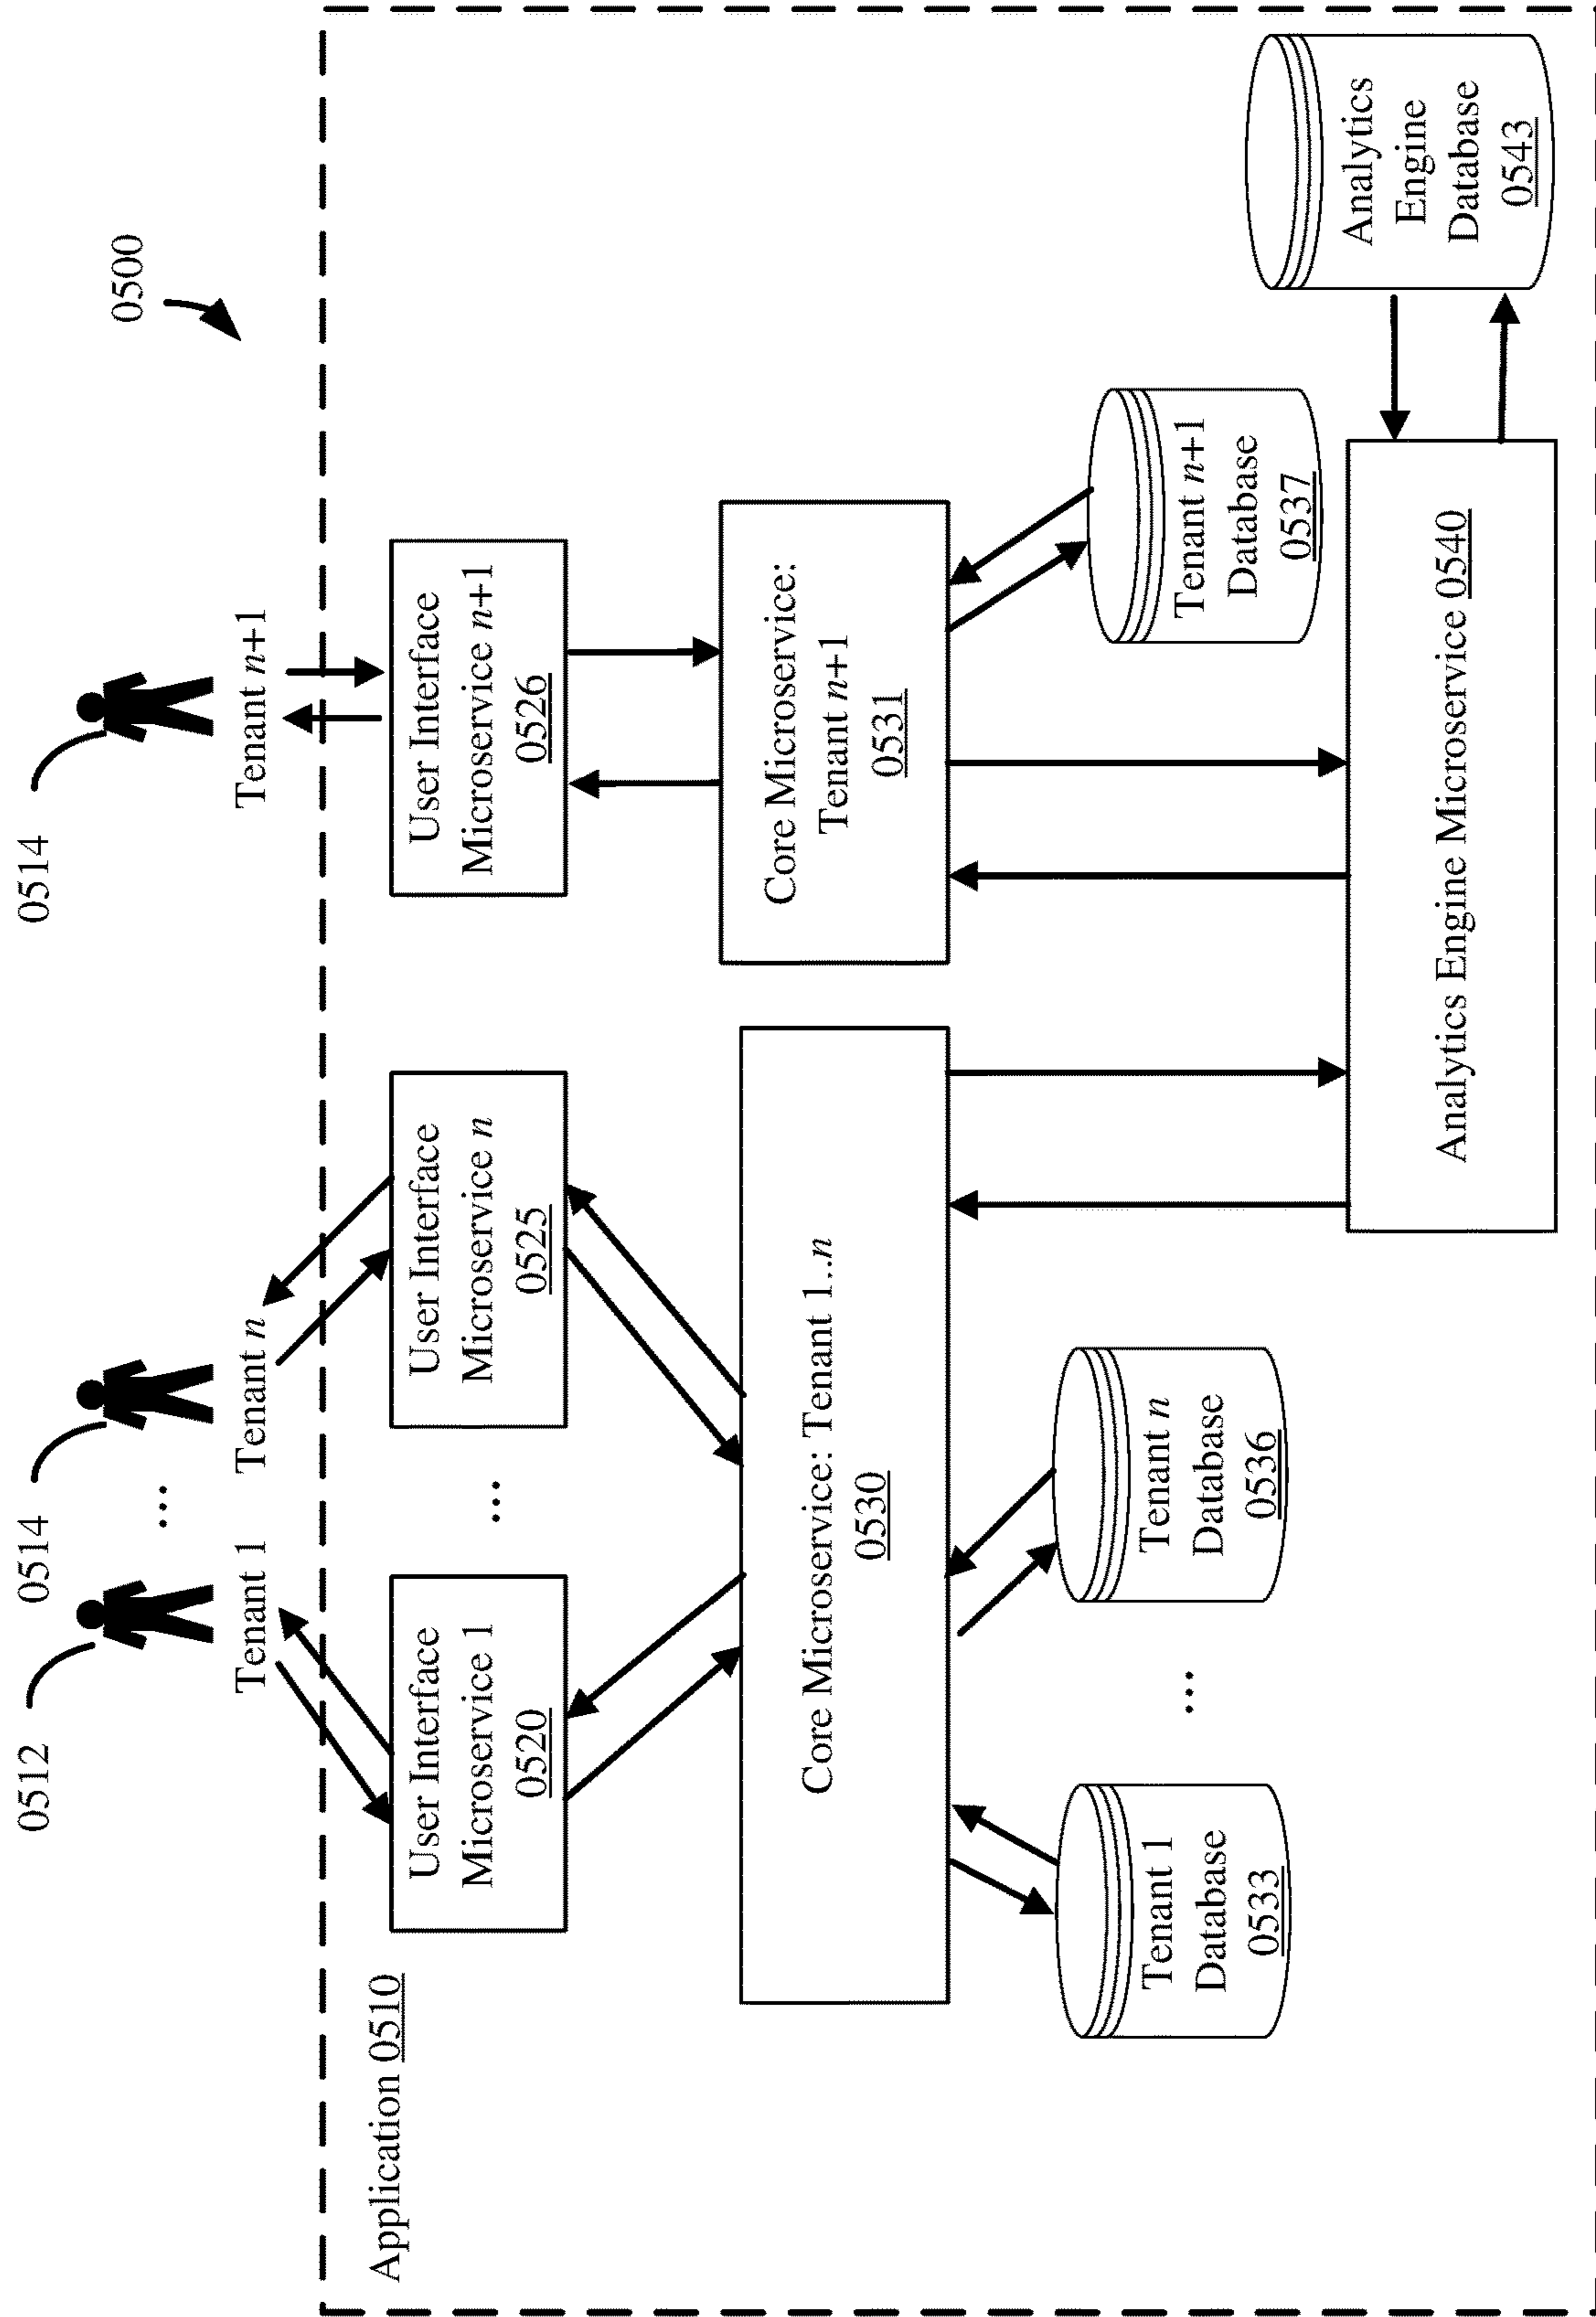 0500
0512
0514
0514
Tenant 1
...
Tenant n
Tenant n+1
Application 0510
User Interface
Microservice 1
0520
...
User Interface
Microservice n
0525
User Interface
Microservice n+1
0526
Core Microservice: Tenant 1..n
0530
Core Microservice:
Tenant n+1
0531
Tenant 1
Database
0533
...
Tenant n
Database
0536
Tenant n+1
Database
0537
Analytics Engine Microservice 0540
Analytics
Engine
Database
0543